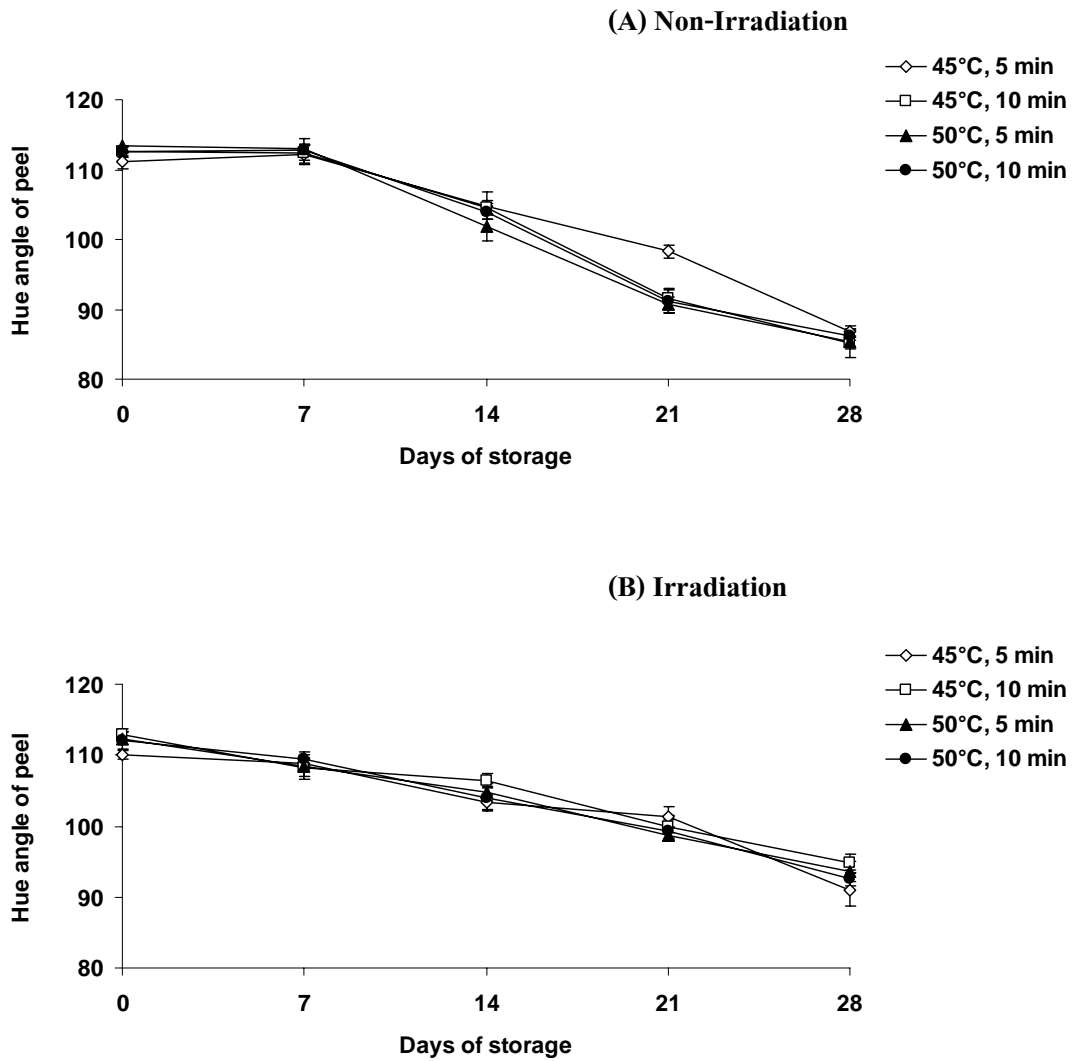 (A) Non-Irradiation
45°C, 5 min
45°C, 10 min
50°C, 5 min
50°C, 10 min
120
110
100
90
80
Hue angle of peel
0 7 14 21 28
Days of storage
(B) Irradiation
45°C, 5 min
45°C, 10 min
50°C, 5 min
50°C, 10 min
120
110
100
90
80
Hue angle of peel
0 7 14 21 28
Days of storage